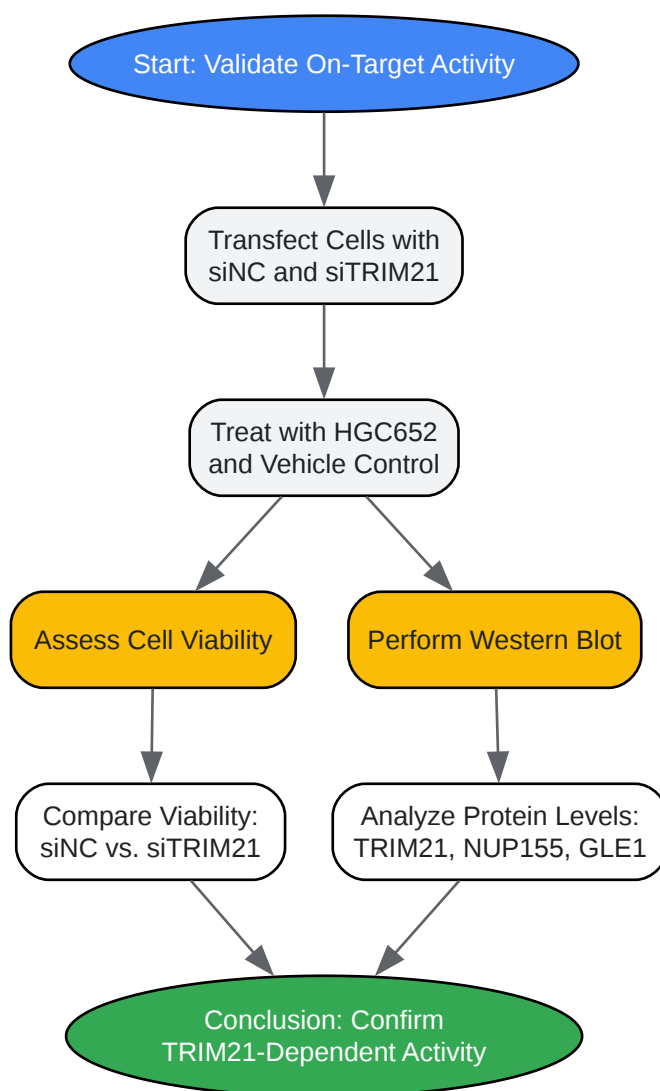 Start: Validate On-Target Activity
Transfect Cells with
siNC and siTRIM21
Treat with HGC652
and Vehicle Control
Assess Cell Viability
Perform Western Blot
Compare Viability:
siNC vs. siTRIM21
Analyze Protein Levels:
TRIM21, NUP155, GLE1
Conclusion: Confirm
TRIM21-Dependent Activity